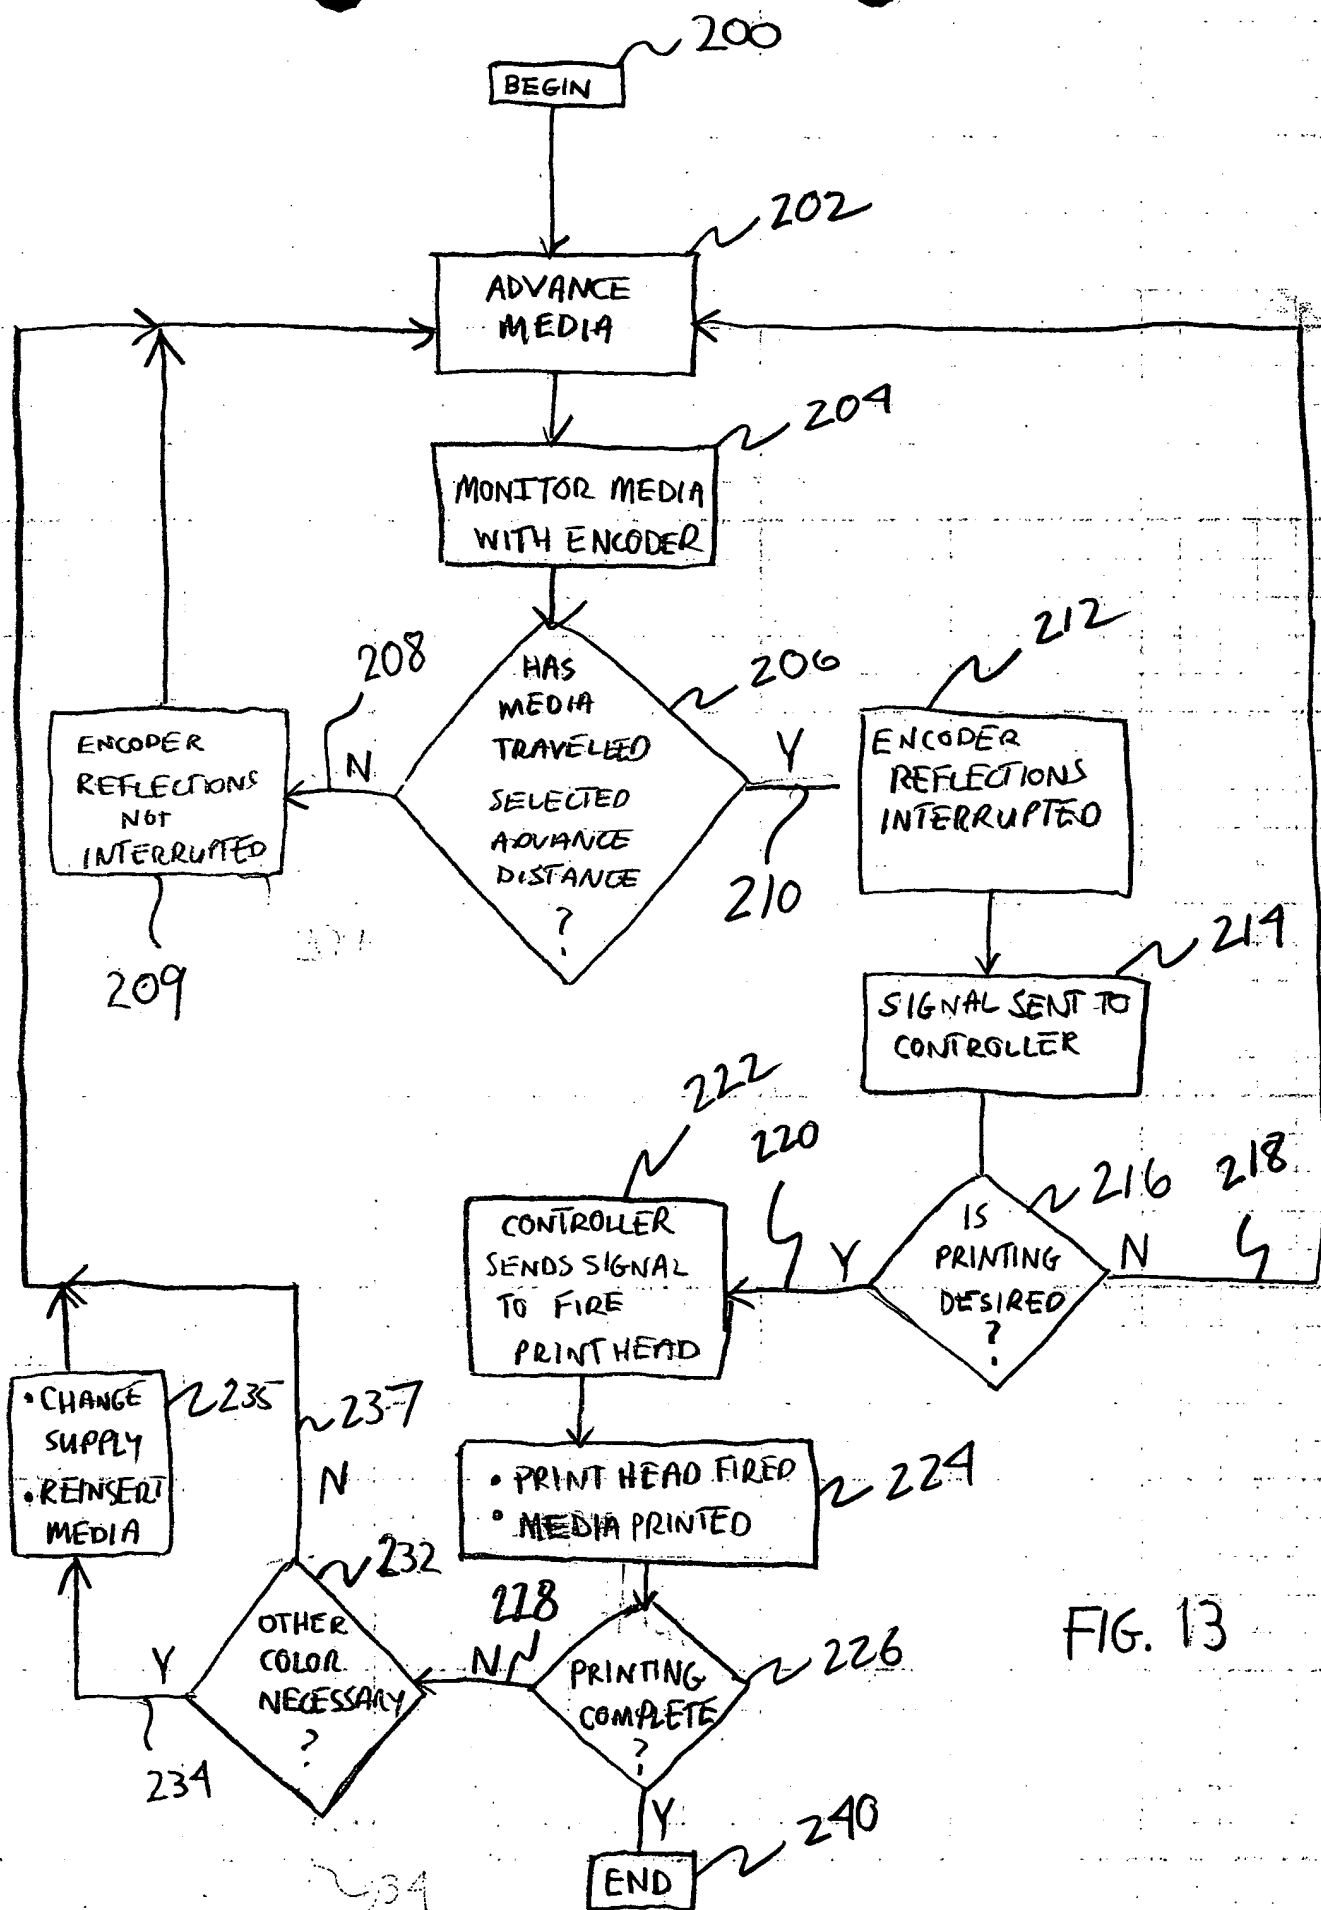 200
BEGIN
202
ADVANCE
MEDIA
204
MONITOR MEDIA
WITH ENCODER
206
HAS
MEDIA
TRAVELLED
SELECTED
ADVANCE
DISTANCE
?
208
N
ENCODER
REFLECTIONS
NOT
INTERRUPTED
209
Y
210
212
ENCODER
REFLECTIONS
INTERRUPTED
214
SIGNAL SENT TO
CONTROLLER
216
IS
PRINTING
DESIRED
?
N
218
Y
220
222
CONTROLLER
SENDS SIGNAL
TO FIRE
PRINT HEAD
224
• PRINT HEAD FIRED
• MEDIA PRINTED
226
PRINTING
COMPLETE
?
N
228
232
OTHER
COLOR
NECESSARY
?
Y
234
235
• CHANGE
SUPPLY
• REINSERT
MEDIA
237
N
Y
END
240
FIG. 13